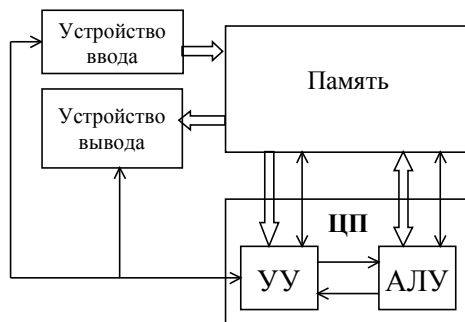 Устройство
ввода
Память
Устройство
вывода
ЦП
УУ
АЛУ